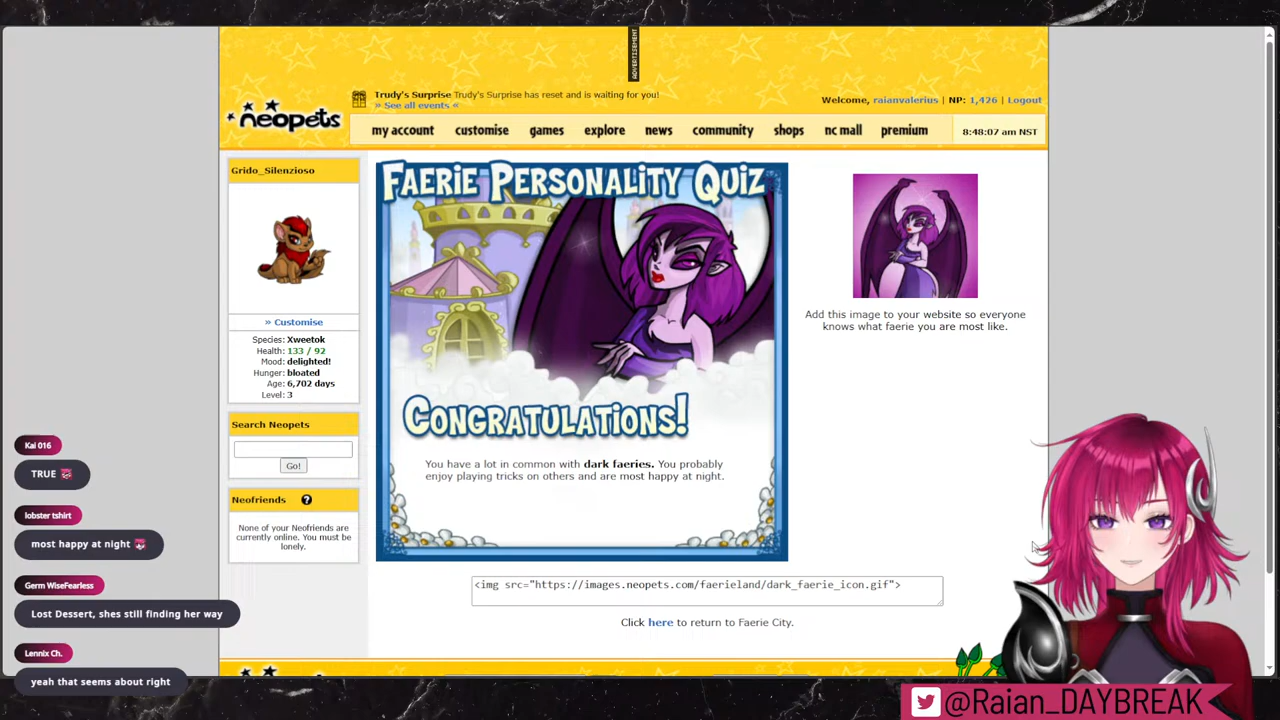 ADVERTISEMENT
Trudy's Surprise Trudy's Surprise has reset and is waiting for you!
» See all events «
Welcome, raianvalerius | NP: 1,426 | Logout
neopets
my account customise games explore news community shops nc mall premium 8:48:07 am NST
Grido_Silenzioso
» Customise
Species: Xweetok
Health: 133 / 92
Mood: delighted!
Hunger: bloated
Age: 6,702 days
Level: 3
Search Neopets
Go!
Neofriends ?
None of your Neofriends are
currently online. You must be
lonely.
FAERIE PERSONALITY QUIZ
CONGRATULATIONS!
You have a lot in common with dark faeries. You probably
enjoy playing tricks on others and are most happy at night.
Add this image to your website so everyone
knows what faerie you are most like.
<img src="https://images.neopets.com/faerieland/dark_faerie_icon.gif">
Click here to return to Faerie City.
Kai 016
TRUE
lobster tshirt
most happy at night
Germ WiseFearless
Lost Dessert, shes still finding her way
Lennix Ch.
yeah that seems about right
@Raian_DAYBREAK